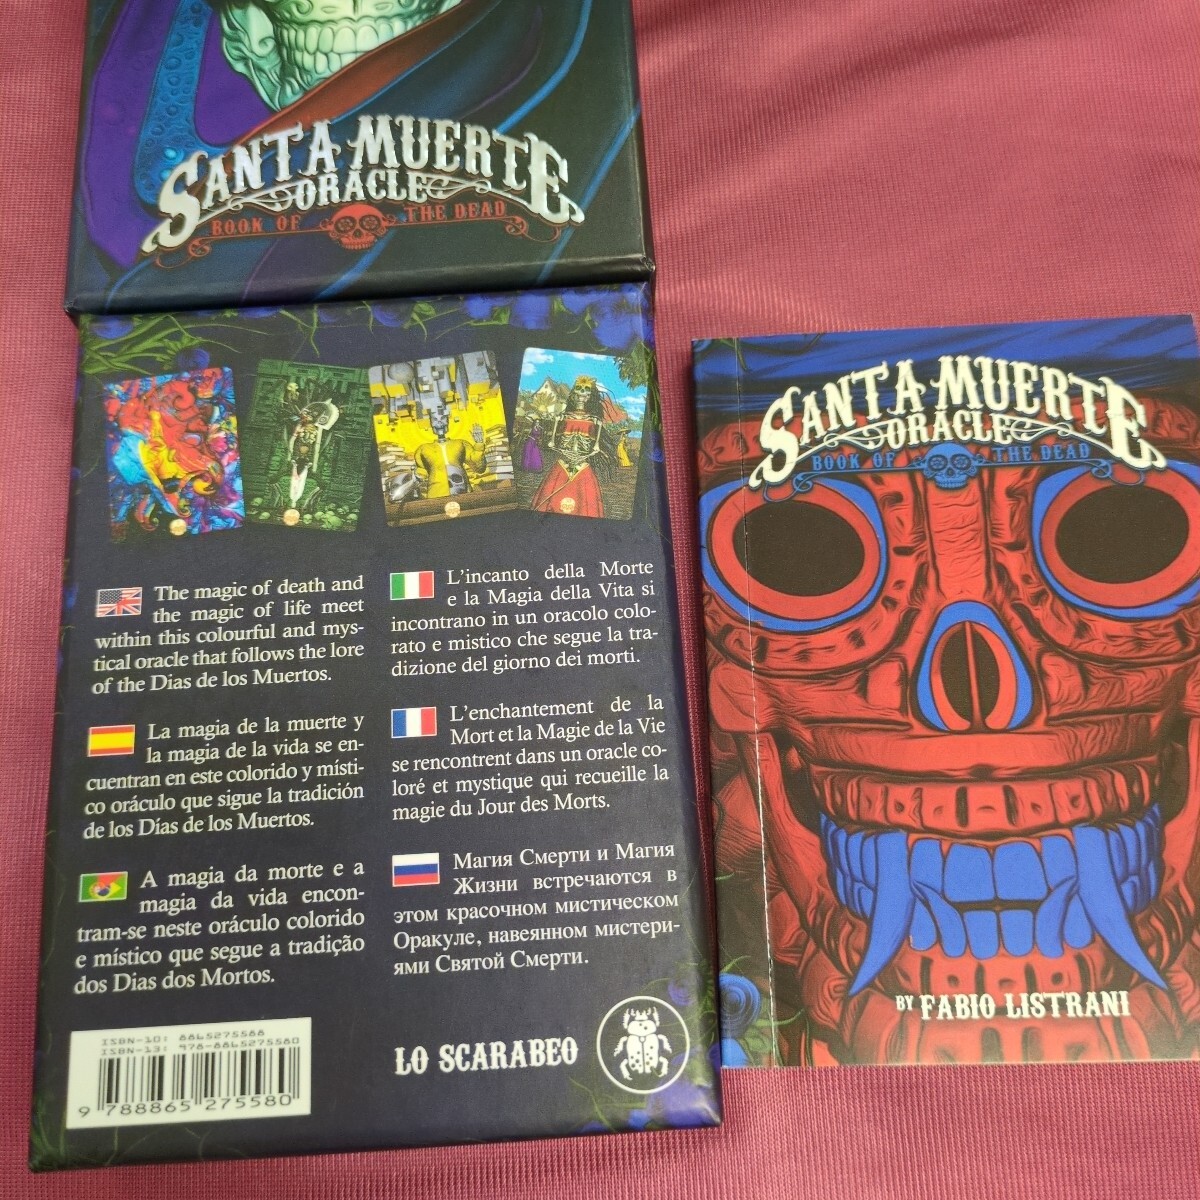 SANTA MUERTE
ORACLE
BOOK OF THE DEAD
The magic of death and
the magic of life meet
within this colourful and mys-
tical oracle that follows the lore
of the Dias de los Muertos.
La magia de la muerte y
la magia de la vida se en-
cuentran en este colorido y místi-
co oráculo que sigue la tradición
de los Días de los Muertos.
A magia da morte e a
magia da vida encon-
tram-se neste oráculo colorido
e místico que segue a tradição
dos Dias dos Mortos.
L'incanto della Morte
e la Magia della Vita si
incontrano in un oracolo colo-
rato e mistico che segue la tra-
dizione del giorno dei morti.
L'enchantement de la
Mort et la Magie de la Vie
se rencontrent dans un oracle co-
loré et mystique qui recueille la
magie du Jour des Morts.
Магия Смерти и Магия
Жизни встречаются в
этом красочном мистическом
Оракуле, навеянном мистери-
ями Святой Смерти.
ISBN-10: 8865275588
ISBN-13: 978-8865275580
9 788865 275580
LO SCARABEO
SANTA MUERTE
ORACLE
BOOK OF THE DEAD
BY FABIO LISTRANI